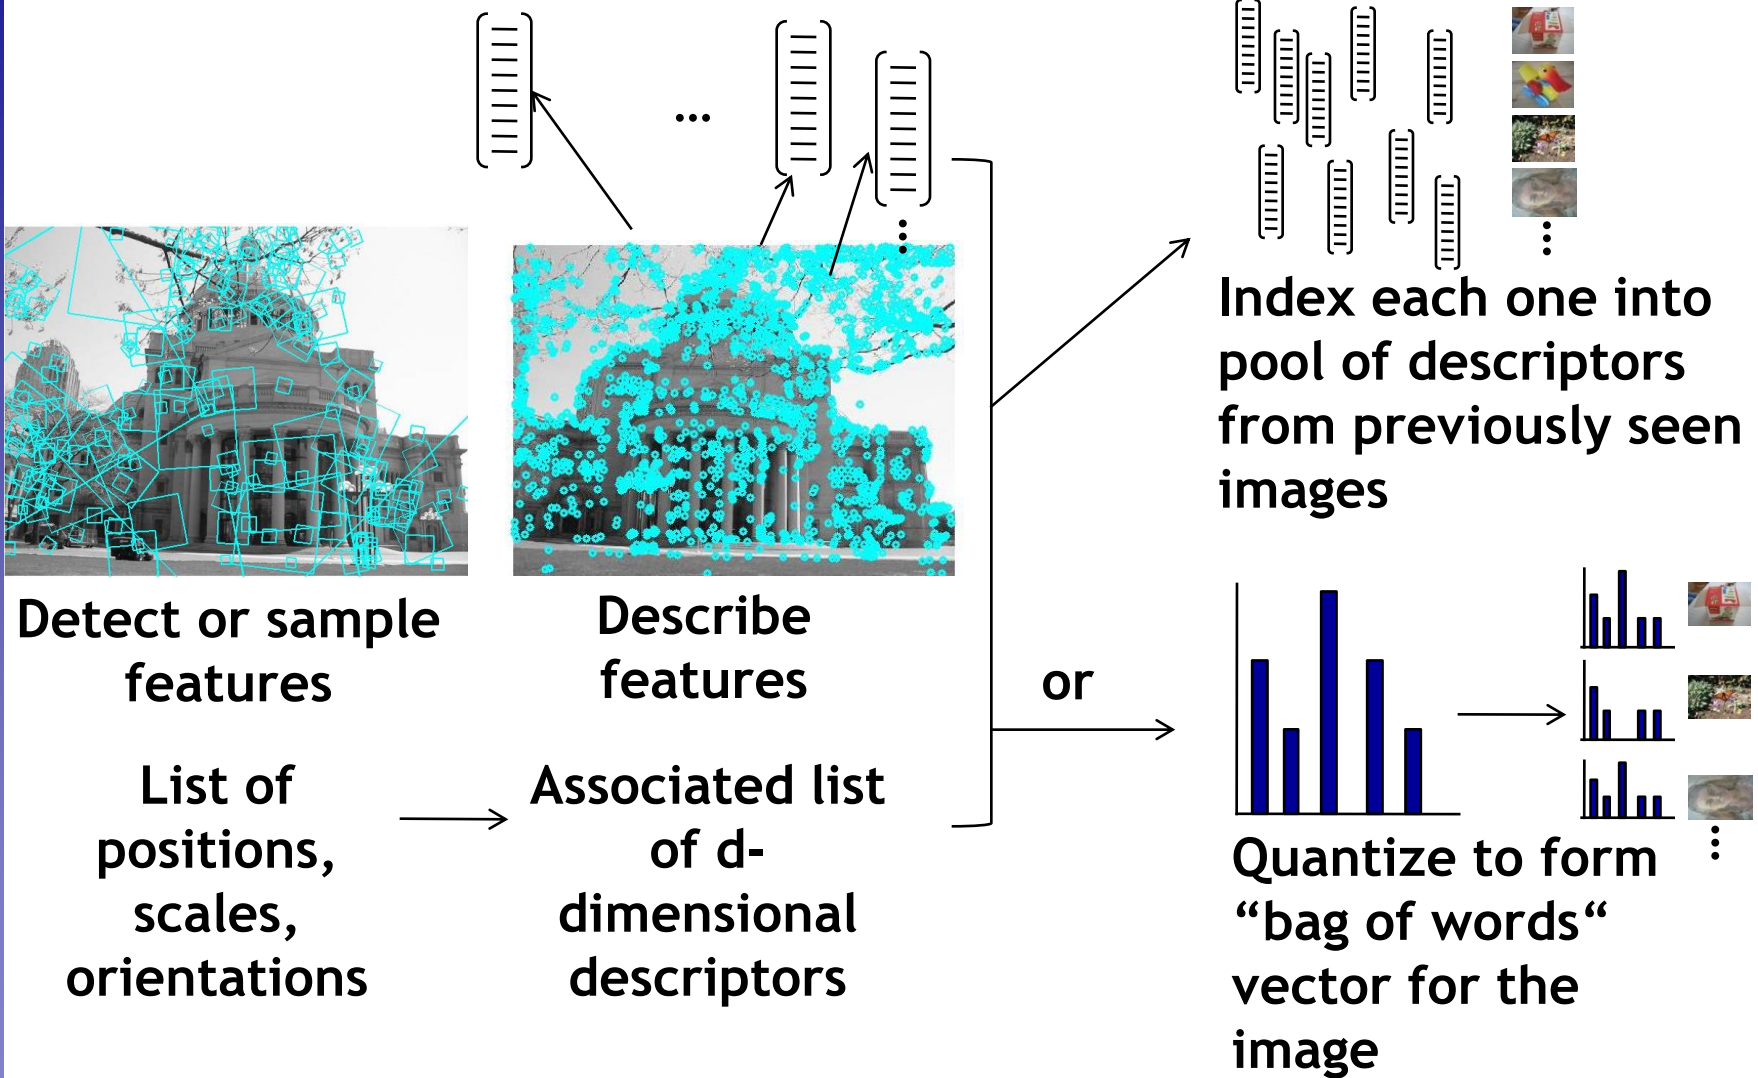 Detect or sample
features
List of
positions,
scales,
orientations
...
Describe
features
Associated list
of d-
dimensional
descriptors
or
Index each one into
pool of descriptors
from previously seen
images
Quantize to form
“bag of words“
vector for the
image